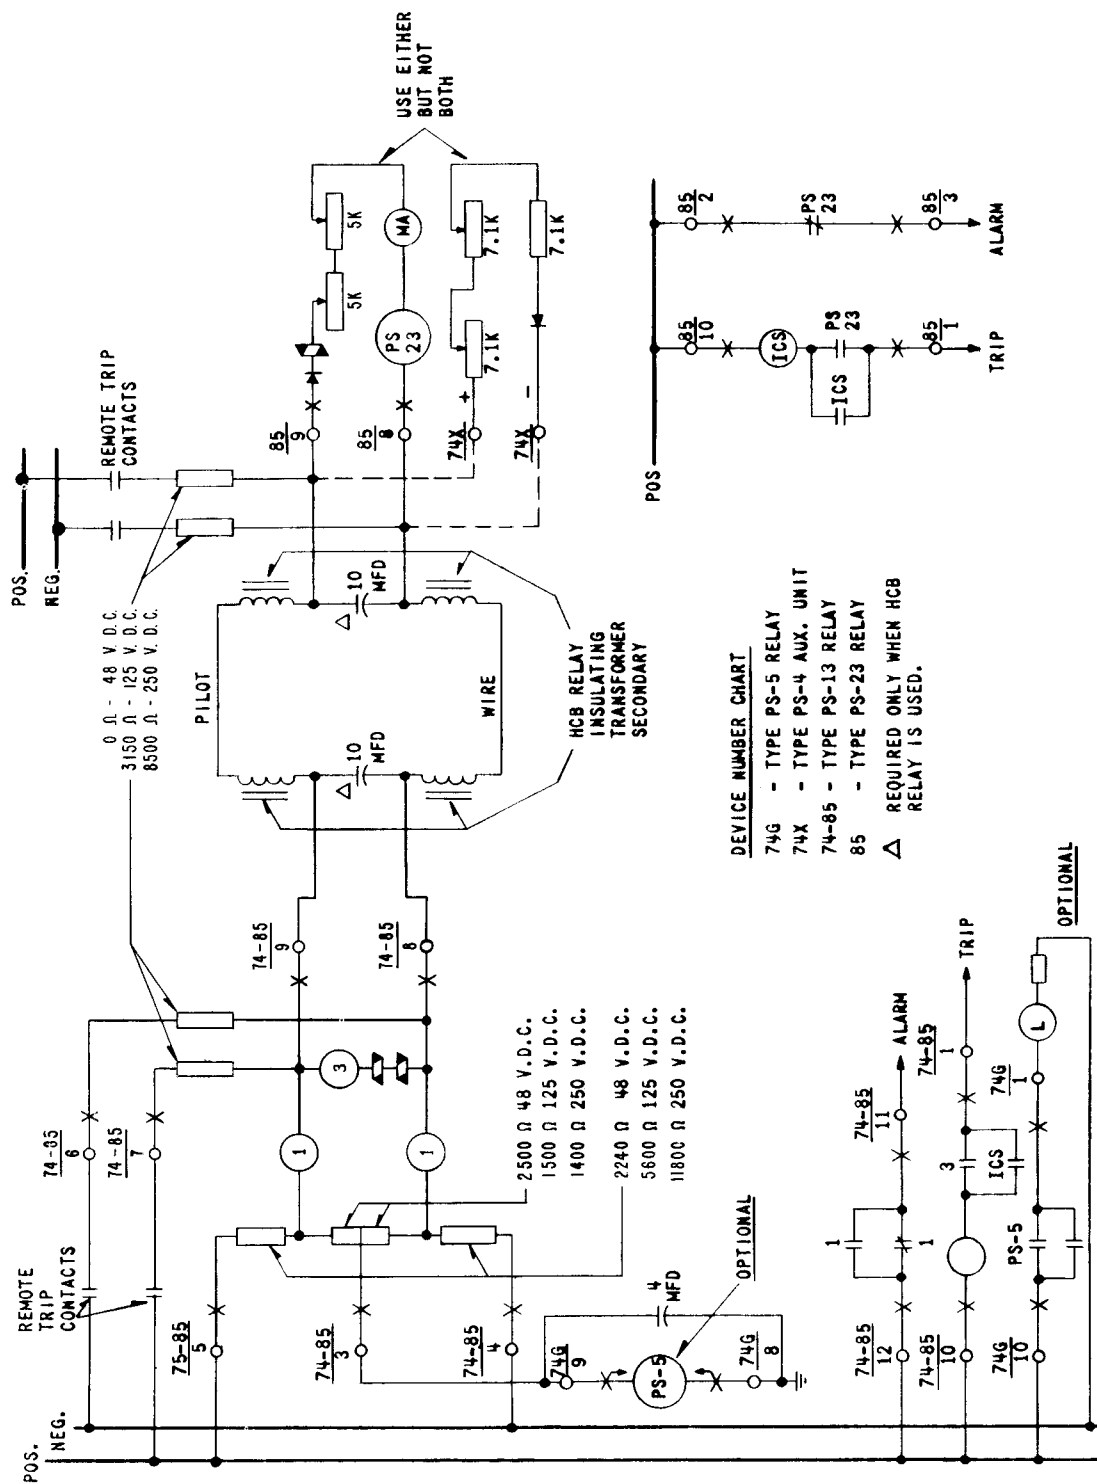 POS.
NEG.
REMOTE TRIP
CONTACTS
0 Ω - 48 V.D.C.
3150 Ω - 125 V.D.C.
8500 Ω - 250 V.D.C.
REMOTE
TRIP
CONTACTS
POS.
NEG.
74-85
6
74-85
7
75-85
5
74-85
3
74-85
4
1
1
3
74-85
9
74-85
8
2500 Ω 48 V.D.C.
1500 Ω 125 V.D.C.
1400 Ω 250 V.D.C.
2240 Ω 48 V.D.C.
5600 Ω 125 V.D.C.
11800 Ω 250 V.D.C.
PILOT
WIRE
△
10
MFD
△
10
MFD
HCB RELAY
INSULATING
TRANSFORMER
SECONDARY
85
9
85
8
74X
+
74X
-
5K
5K
PS
23
MA
7.1K
7.1K
7.1K
USE EITHER
BUT NOT
BOTH
74G
9
PS-5
74G
8
4
MFD
OPTIONAL
74-85
12
1
1
74-85
11
ALARM
74-85
10
3
ICS
74-85
1
TRIP
74G
10
PS-5
74G
1
L
OPTIONAL
DEVICE NUMBER CHART
74G - TYPE PS-5 RELAY
74X - TYPE PS-4 AUX. UNIT
74-85 - TYPE PS-13 RELAY
85 - TYPE PS-23 RELAY
△ REQUIRED ONLY WHEN HCB
RELAY IS USED.
POS
85
10
ICS
ICS
PS
23
85
1
TRIP
85
2
PS
23
85
3
ALARM